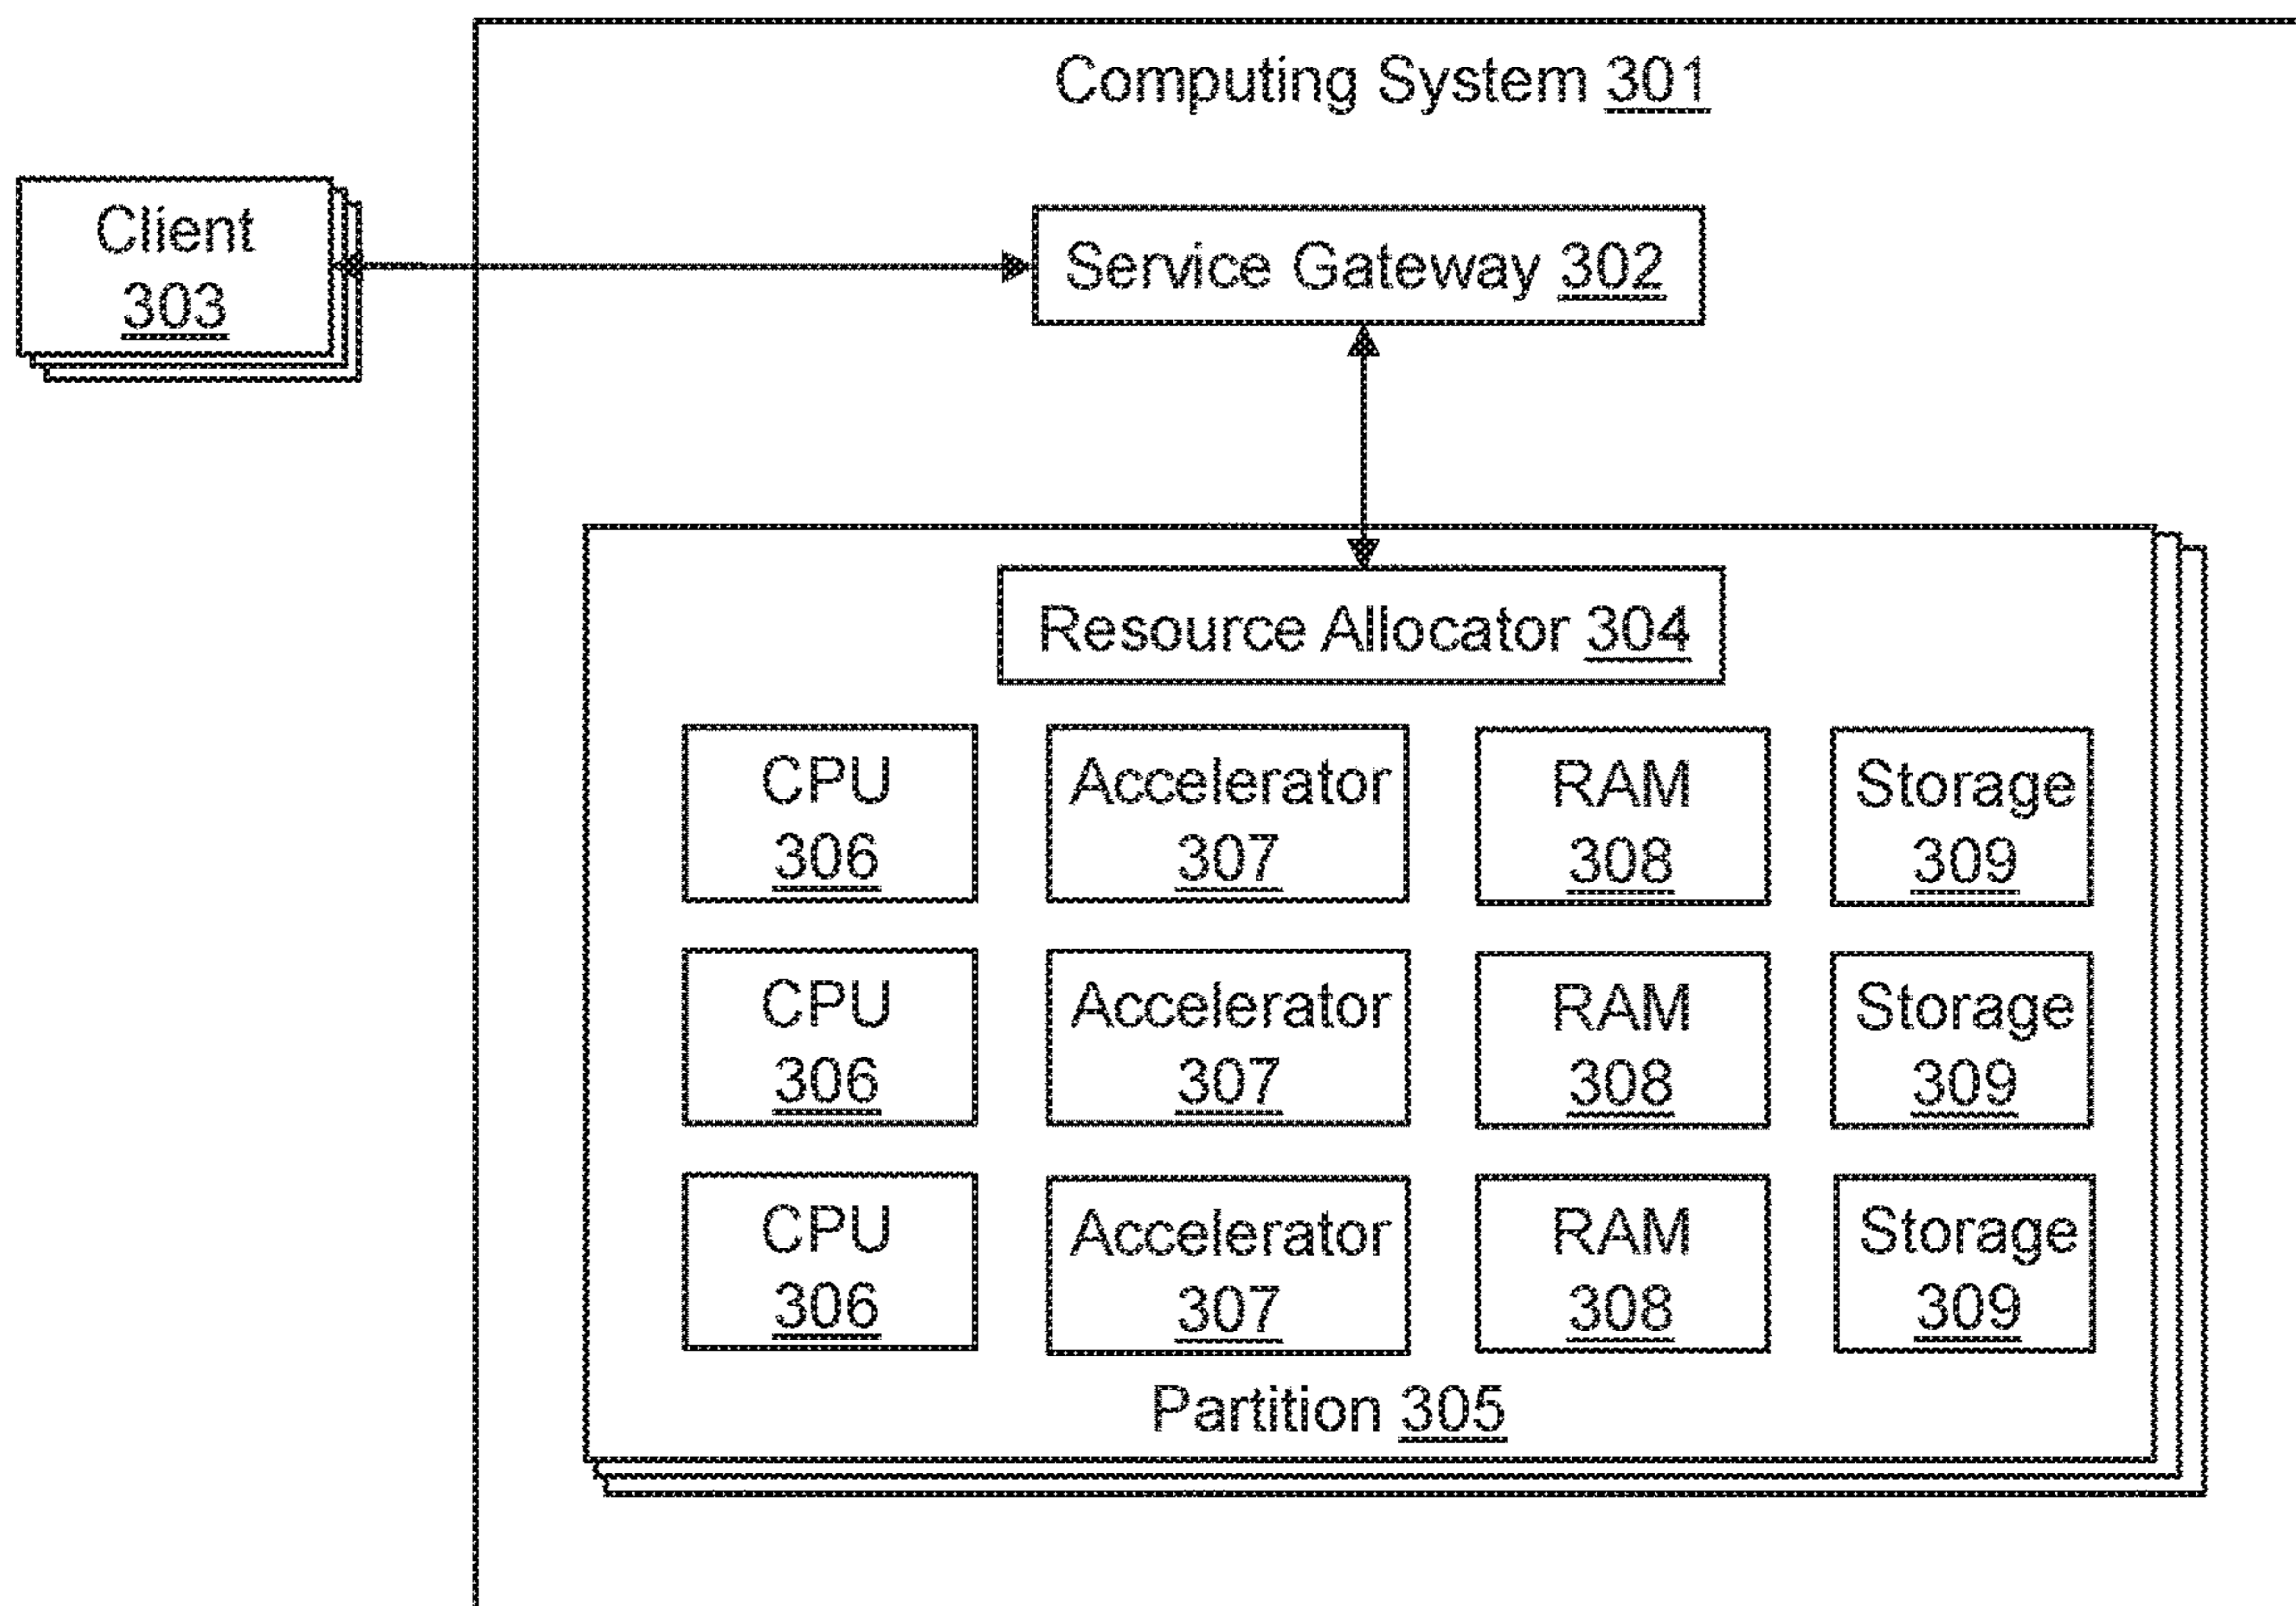 Computing System 301
Client
303
Service Gateway 302
Resource Allocator 304
CPU
306
Accelerator
307
RAM
308
Storage
309
CPU
306
Accelerator
307
RAM
308
Storage
309
CPU
306
Accelerator
307
RAM
308
Storage
309
Partition 305